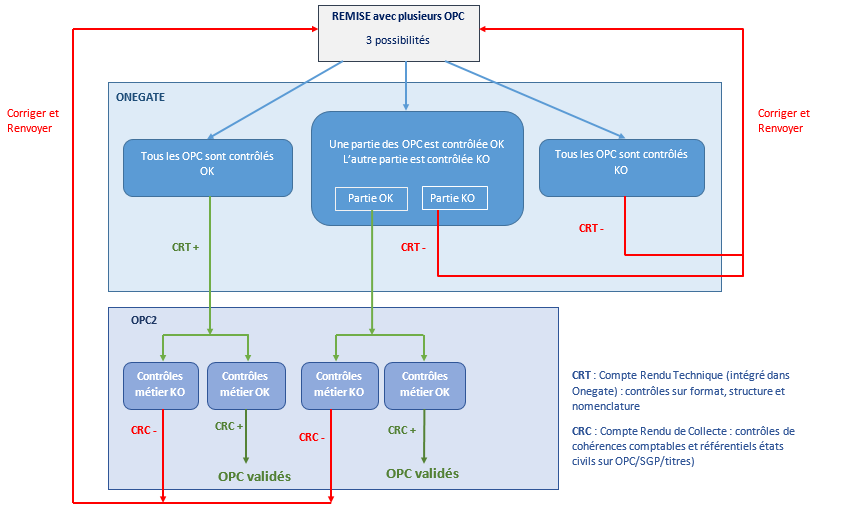 REMISE avec plusieurs OPC
3 possibilités
ONEGATE
Corriger et
Renvoyer
Corriger et
Renvoyer
Tous les OPC sont contrôlés
OK
Une partie des OPC est contrôlée OK
L'autre partie est contrôlée KO
Partie OK
Partie KO
Tous les OPC sont contrôlés
KO
CRT +
CRT -
CRT -
OPC2
Contrôles
métier KO
Contrôles
métier OK
Contrôles
métier KO
Contrôles
métier OK
CRC -
CRC +
CRC -
CRC +
OPC validés
OPC validés
CRT : Compte Rendu Technique (intégré dans
Onegate) : contrôles sur format, structure et
nomenclature
CRC : Compte Rendu de Collecte : contrôles de
cohérences comptables et référentiels états
civils sur OPC/SGP/titres)